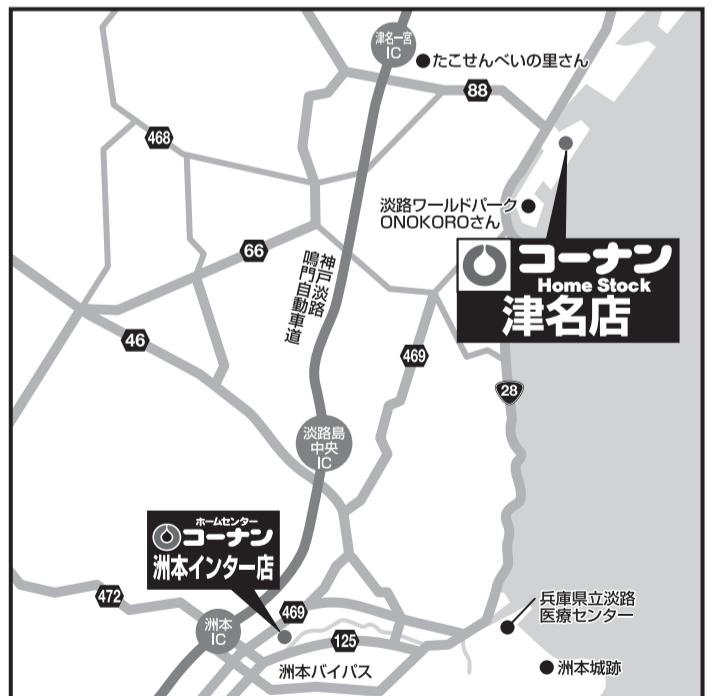 津名一宮
IC
たこせんべいの里さん
88
468
淡路ワールドパーク
ONOKOROさん
66
神戸淡路
鳴門自動車道
コーナン
Home Stock
津名店
46
469
28
淡路島
中央
IC
ホームセンター
コーナン
洲本インター店
472
469
洲本
IC
125
洲本バイパス
兵庫県立淡路
医療センター
洲本城跡